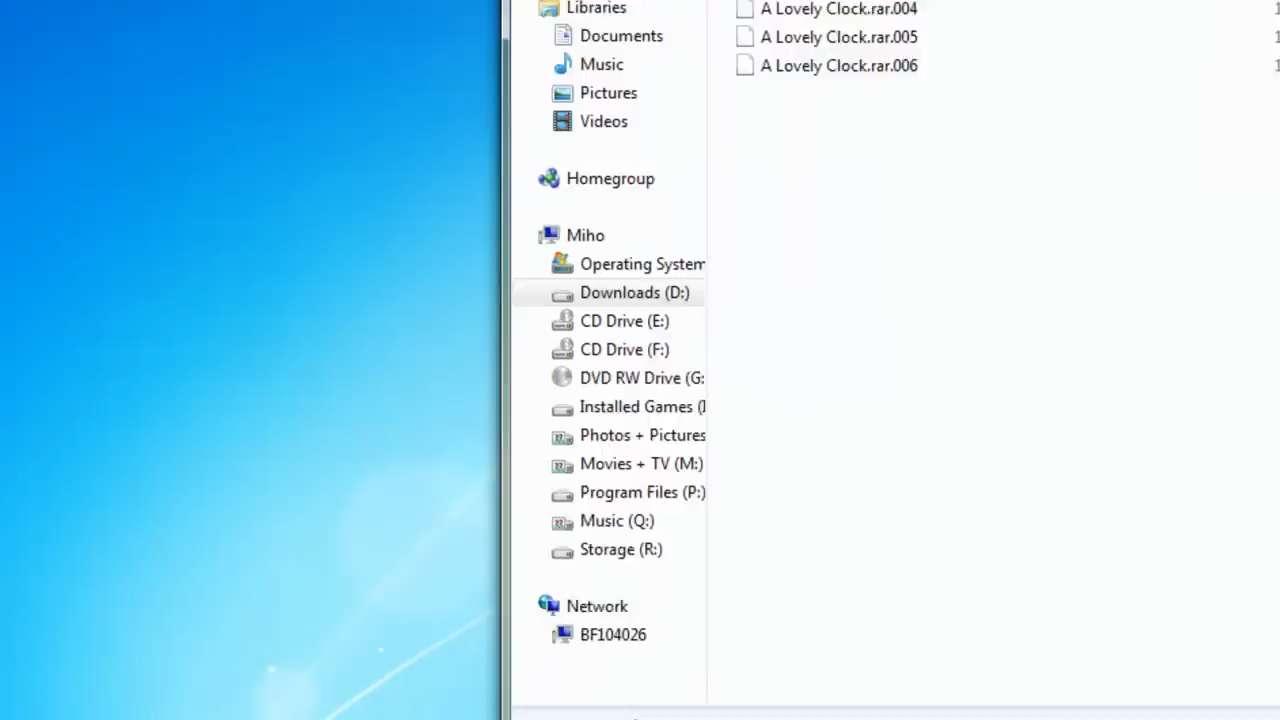 Libraries
Documents
Music
Pictures
Videos
Homegroup
Miho
Operating System
Downloads (D:)
CD Drive (E:)
CD Drive (F:)
DVD RW Drive (G:
Installed Games (
Photos + Pictures
Movies + TV (M:)
Program Files (P:)
Music (Q:)
Storage (R:)
Network
BF104026
A Lovely Clock.rar.004
A Lovely Clock.rar.005
A Lovely Clock.rar.006